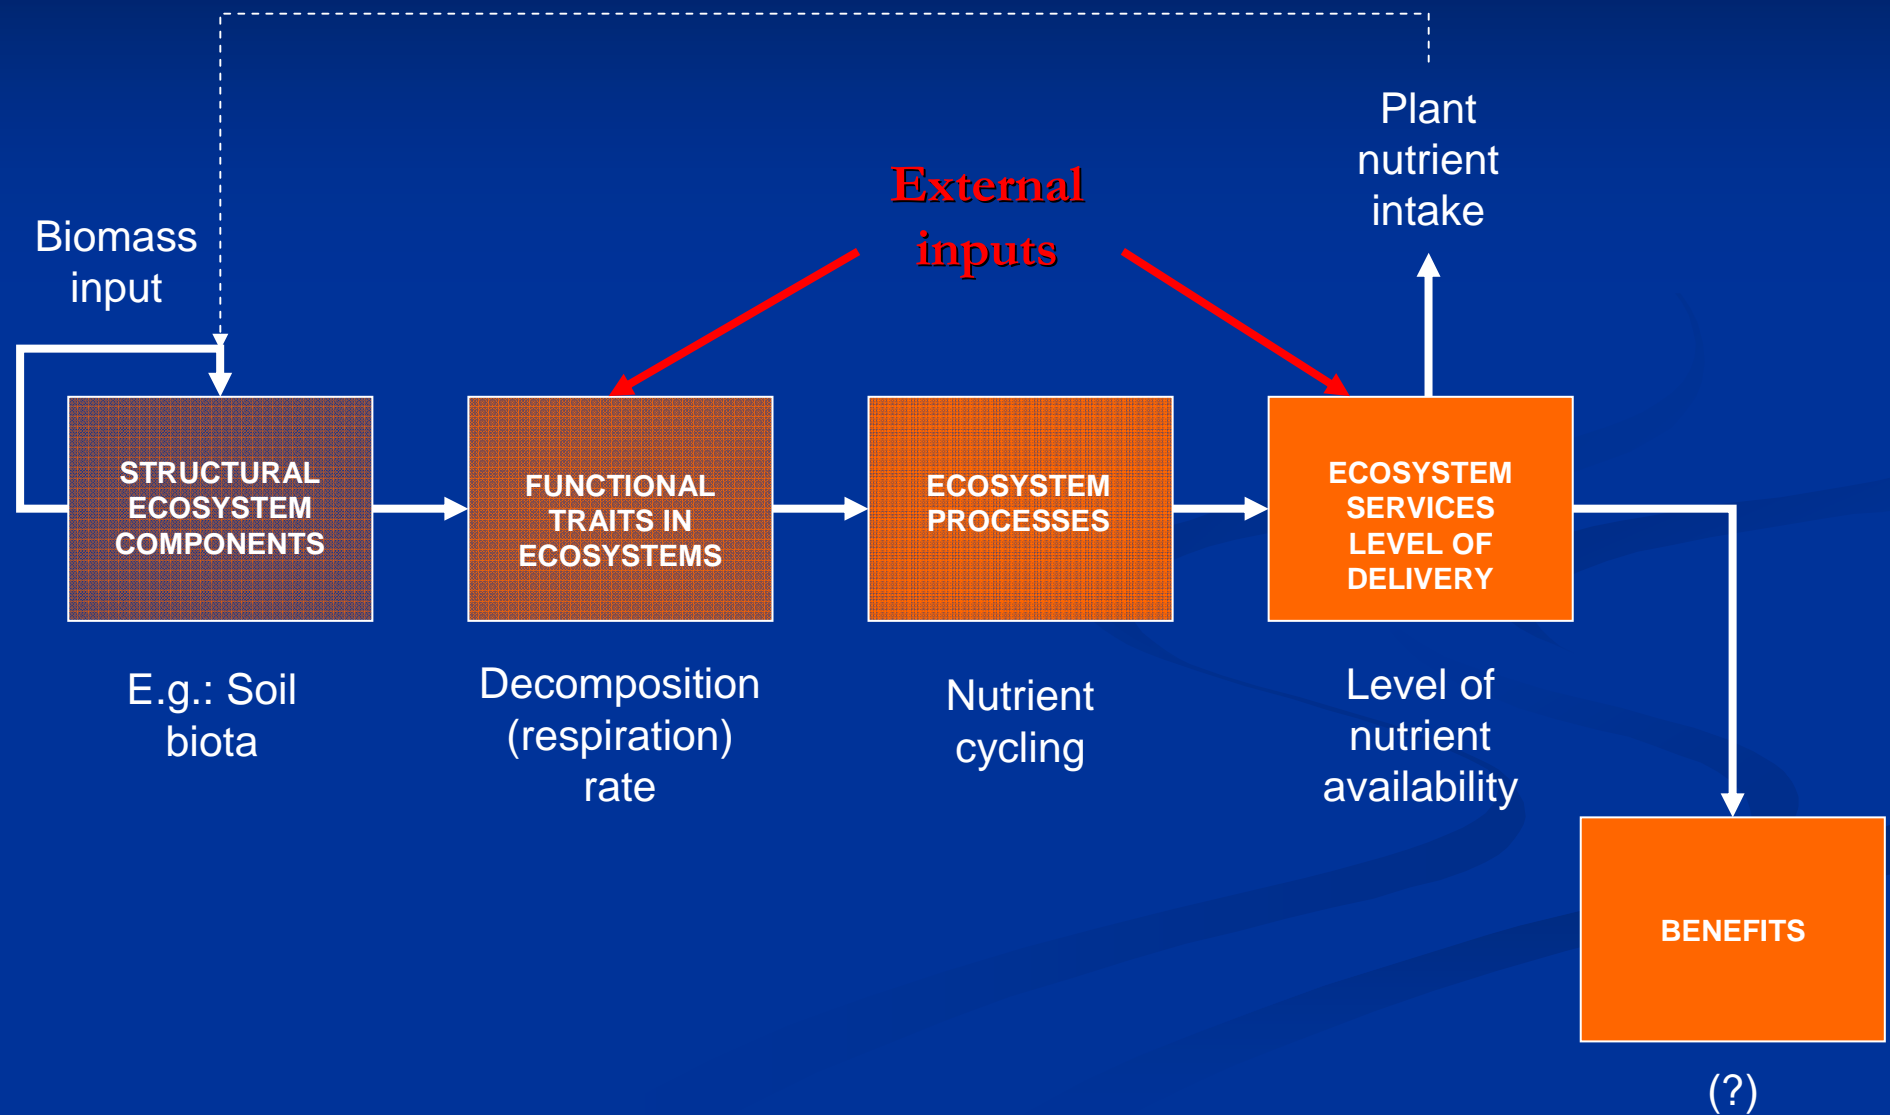 Plant
nutrient
intake
External
inputs
Biomass
input
STRUCTURAL
ECOSYSTEM
COMPONENTS
FUNCTIONAL
TRAITS IN
ECOSYSTEMS
ECOSYSTEM
PROCESSES
ECOSYSTEM
SERVICES
LEVEL OF
DELIVERY
E.g.: Soil
biota
Decomposition
(respiration)
rate
Nutrient
cycling
Level of
nutrient
availability
BENEFITS
(?)